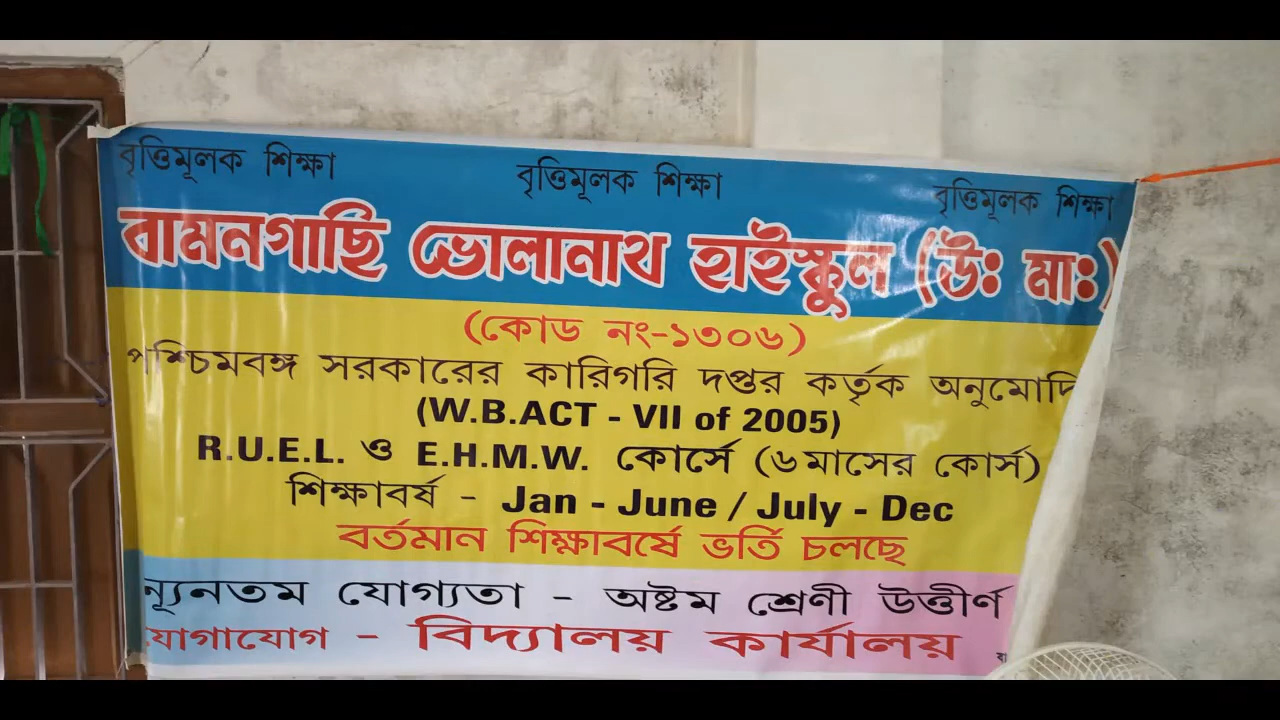 বৃত্তিমূলক শিক্ষা বৃত্তিমূলক শিক্ষা বৃত্তিমূলক শিক্ষা
বামনগাছি ভোলানাথ হাইস্কুল (উঃ মাঃ)
(কোড নং-১৩০৬)
পশ্চিমবঙ্গ সরকারের কারিগরি দপ্তর কর্তৃক অনুমোদি
(W.B.ACT - VII of 2005)
R.U.E.L. ও E.H.M.W. কোর্সে (৬ মাসের কোর্স)
শিক্ষাবর্ষ - Jan - June / July - Dec
বর্তমান শিক্ষাবর্ষে ভর্তি চলছে
ন্যূনতম যোগ্যতা - অষ্টম শ্রেণী উত্তীর্ণ
যোগাযোগ - বিদ্যালয় কার্যালয়